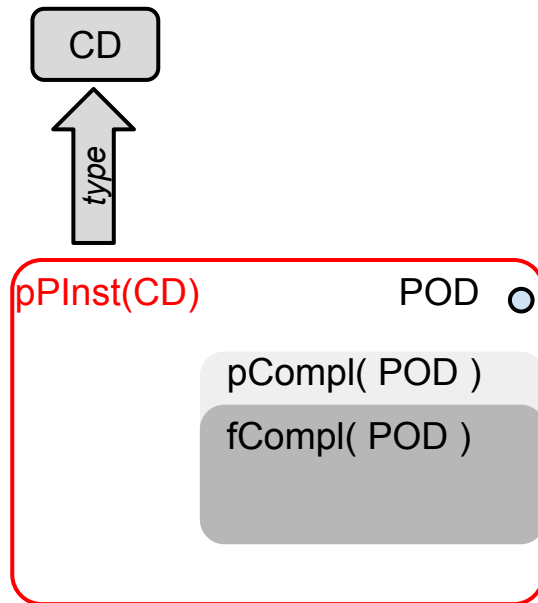 CD
type
pPInst(CD)
POD
pCompl( POD )
fCompl( POD )